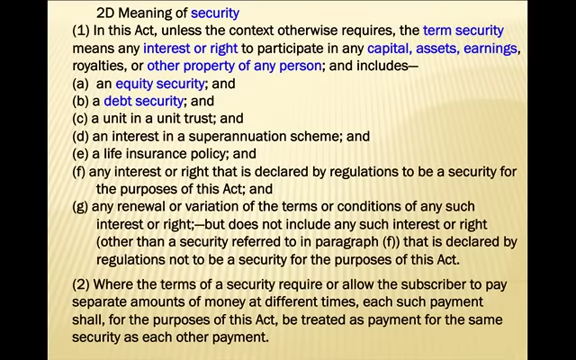 2D Meaning of security
(1) In this Act, unless the context otherwise requires, the term security
means any interest or right to participate in any capital, assets, earnings,
royalties, or other property of any person; and includes—
(a) an equity security; and
(b) a debt security; and
(c) a unit in a unit trust; and
(d) an interest in a superannuation scheme; and
(e) a life insurance policy; and
(f) any interest or right that is declared by regulations to be a security for
the purposes of this Act; and
(g) any renewal or variation of the terms or conditions of any such
interest or right;—but does not include any such interest or right
(other than a security referred to in paragraph (f)) that is declared by
regulations not to be a security for the purposes of this Act.
(2) Where the terms of a security require or allow the subscriber to pay
separate amounts of money at different times, each such payment
shall, for the purposes of this Act, be treated as payment for the same
security as each other payment.